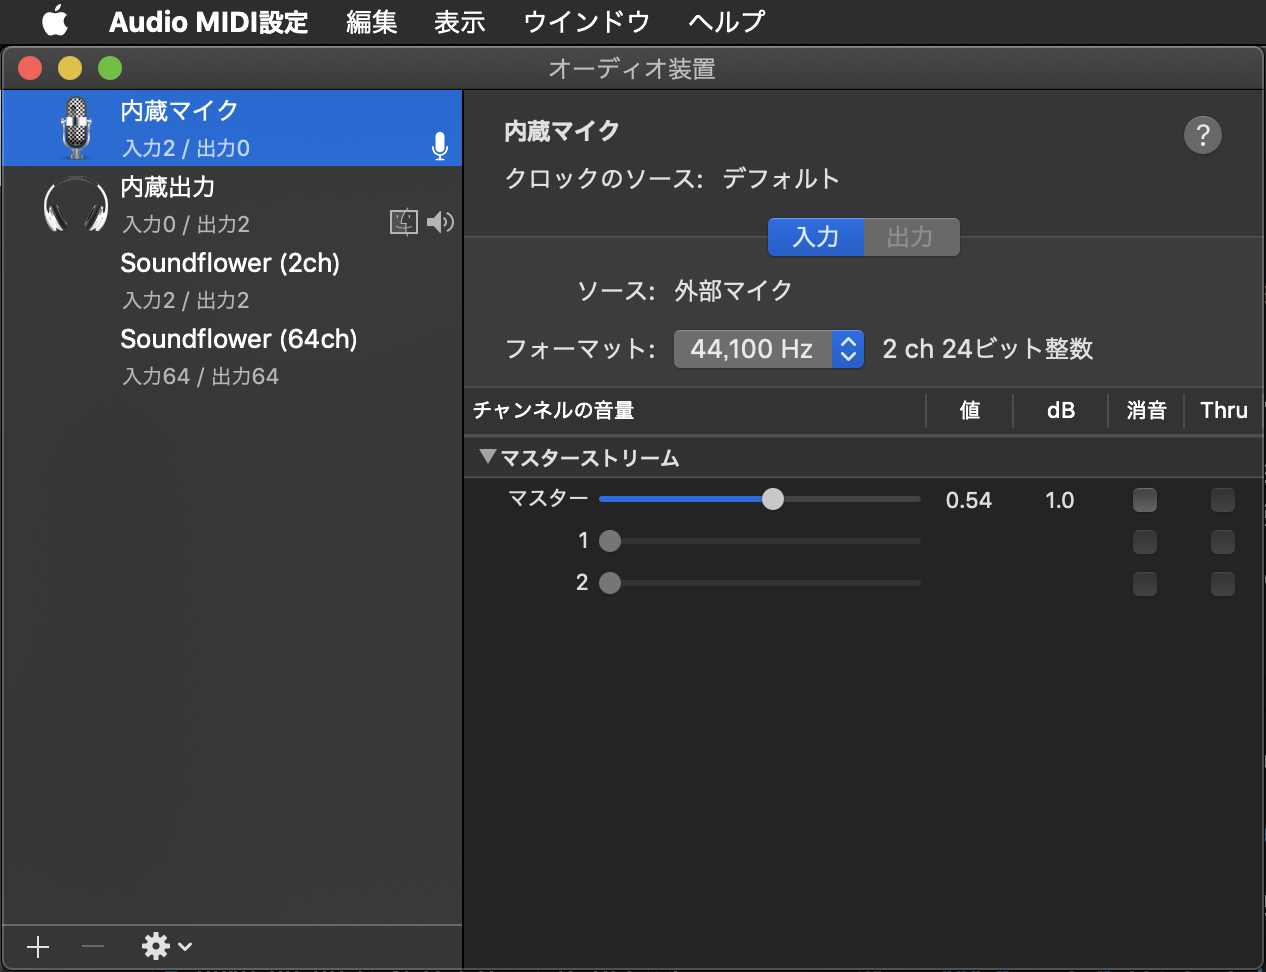 Audio MIDI設定 編集 表示 ウインドウ ヘルプ
オーディオ装置
内蔵マイク
入力2 / 出力0
内蔵出力
入力0 / 出力2
Soundflower (2ch)
入力2 / 出力2
Soundflower (64ch)
入力64 / 出力64
内蔵マイク
?
クロックのソース: デフォルト
入力 出力
ソース: 外部マイク
フォーマット: 44,100 Hz 2 ch 24ビット整数
チャンネルの音量 値 dB 消音 Thru
マスターストリーム
マスター 0.54 1.0
1
2